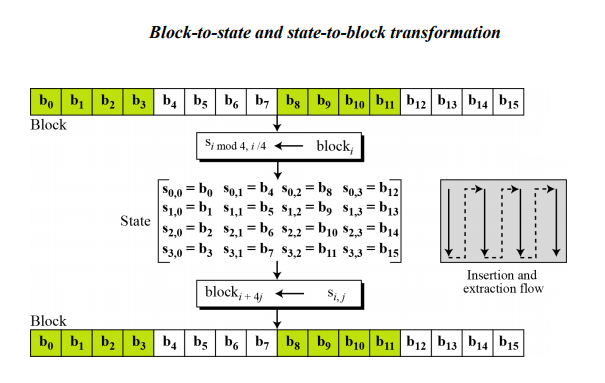 Block-to-state and state-to-block transformation
b₀ b₁ b₂ b₃ b₄ b₅ b₆ b₇ b₈ b₉ b₁₀ b₁₁ b₁₂ b₁₃ b₁₄ b₁₅
Block
s_{i mod 4, i/4} ← block_i
State
s₀,₀ = b₀ s₀,₁ = b₄ s₀,₂ = b₈ s₀,₃ = b₁₂
s₁,₀ = b₁ s₁,₁ = b₅ s₁,₂ = b₉ s₁,₃ = b₁₃
s₂,₀ = b₂ s₂,₁ = b₆ s₂,₂ = b₁₀ s₂,₃ = b₁₄
s₃,₀ = b₃ s₃,₁ = b₇ s₃,₂ = b₁₁ s₃,₃ = b₁₅
Insertion and
extraction flow
block_{i + 4j} ← s_{i, j}
Block
b₀ b₁ b₂ b₃ b₄ b₅ b₆ b₇ b₈ b₉ b₁₀ b₁₁ b₁₂ b₁₃ b₁₄ b₁₅